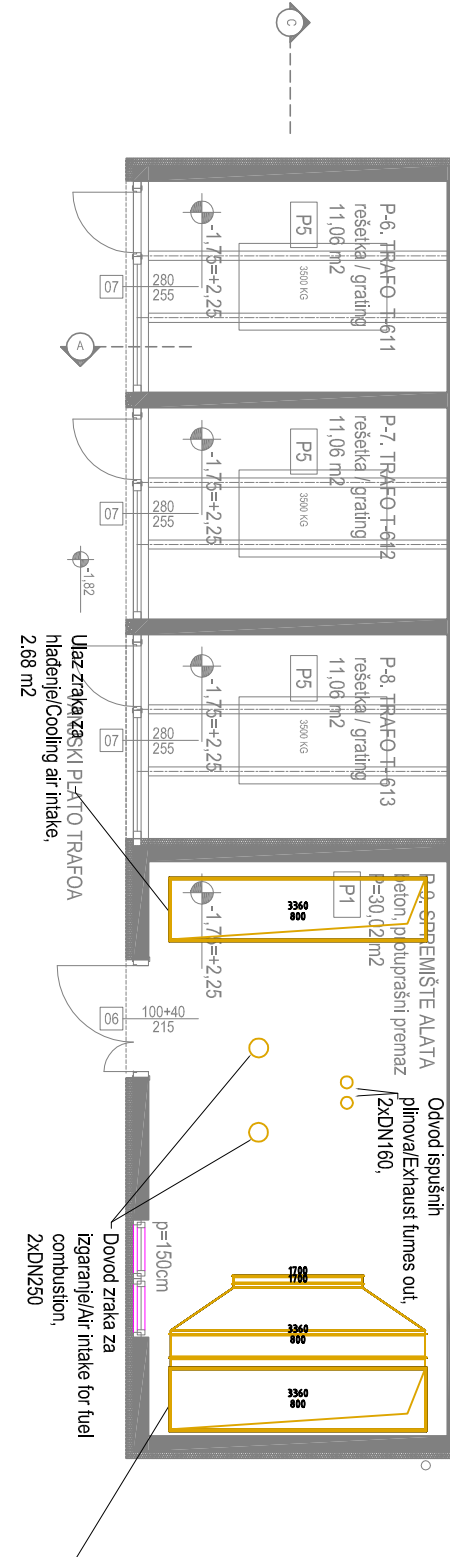 C
P-6. TRAFO T-611
rešetka / grating
11,06 m2
P5
3500 KG
-1,75=+2,25
280
255
07
A
P-7. TRAFO T-612
rešetka / grating
11,06 m2
P5
3500 KG
-1,75=+2,25
280
255
07
-1,82
P-8. TRAFO T- 613
rešetka / grating
11,06 m2
P5
3500 KG
-1,75=+2,25
280
255
07
Ulaz zraka za
hlađenje/Cooling air intake,
2.68 m2
PLATO TRAFOA
P-9. SPREMIŠTE ALATA
beton, protuprašni premaz
P=30,02 m2
P1
3360
800
-1,75=+2,25
100+40
215
06
Odvod ispušnih
plinova/Exhaust fumes out,
2xDN160,
p=150cm
Dovod zraka za
izgaranje/Air intake for fuel
combustion,
2xDN250
1700
1700
3360
800
3360
800